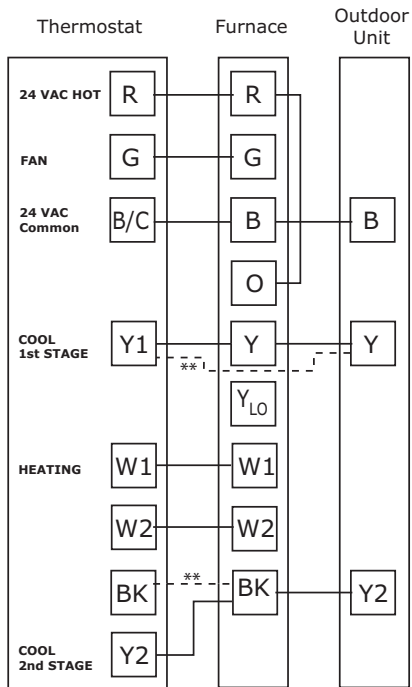 Thermostat Furnace Outdoor
Unit
24 VAC HOT R R
FAN G G
24 VAC
Common B/C B B
O
COOL
1st STAGE Y1 Y Y
**
YLO
HEATING W1 W1
W2 W2
**
BK BK Y2
COOL
2nd STAGE Y2